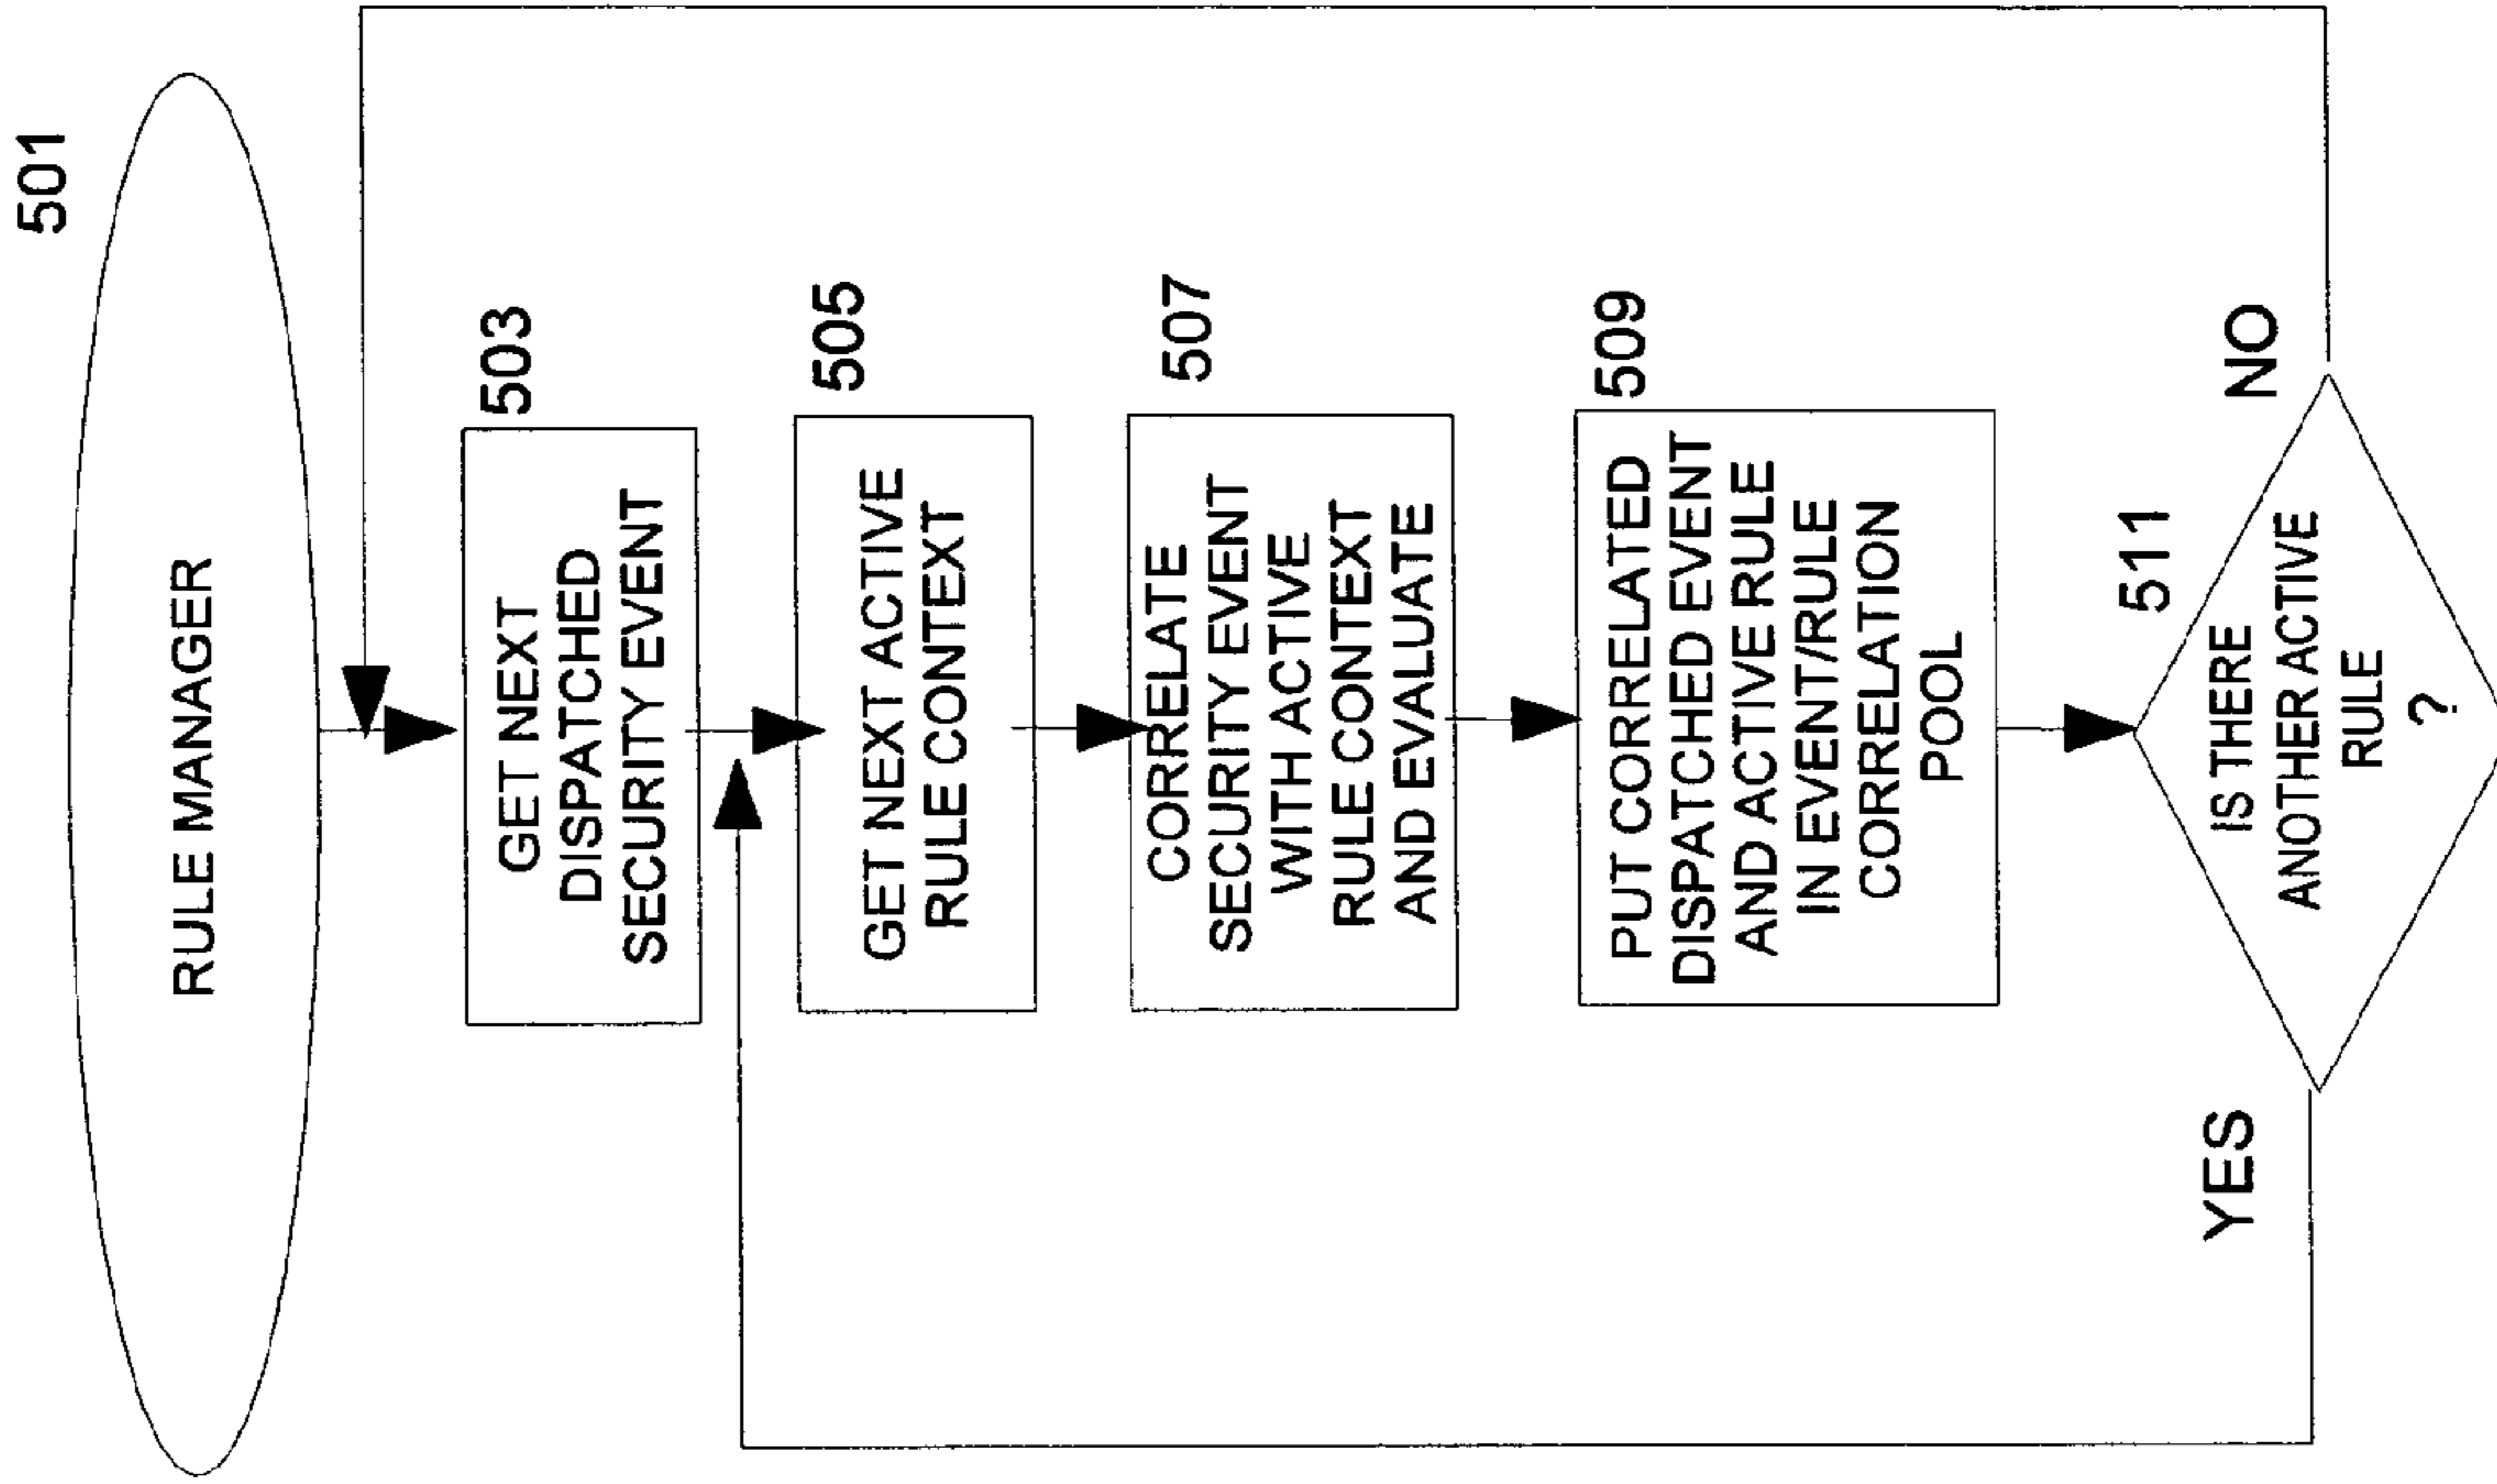 501
RULE MANAGER
503
GET NEXT
DISPATCHED
SECURITY EVENT
505
GET NEXT ACTIVE
RULE CONTEXT
507
CORRELATE
SECURITY EVENT
WITH ACTIVE
RULE CONTEXT
AND EVALUATE
509
PUT CORRELATED
DISPATCHED EVENT
AND ACTIVE RULE
IN EVENT/RULE
CORRELATION
POOL
511
IS THERE
ANOTHER ACTIVE
RULE
?
YES
NO